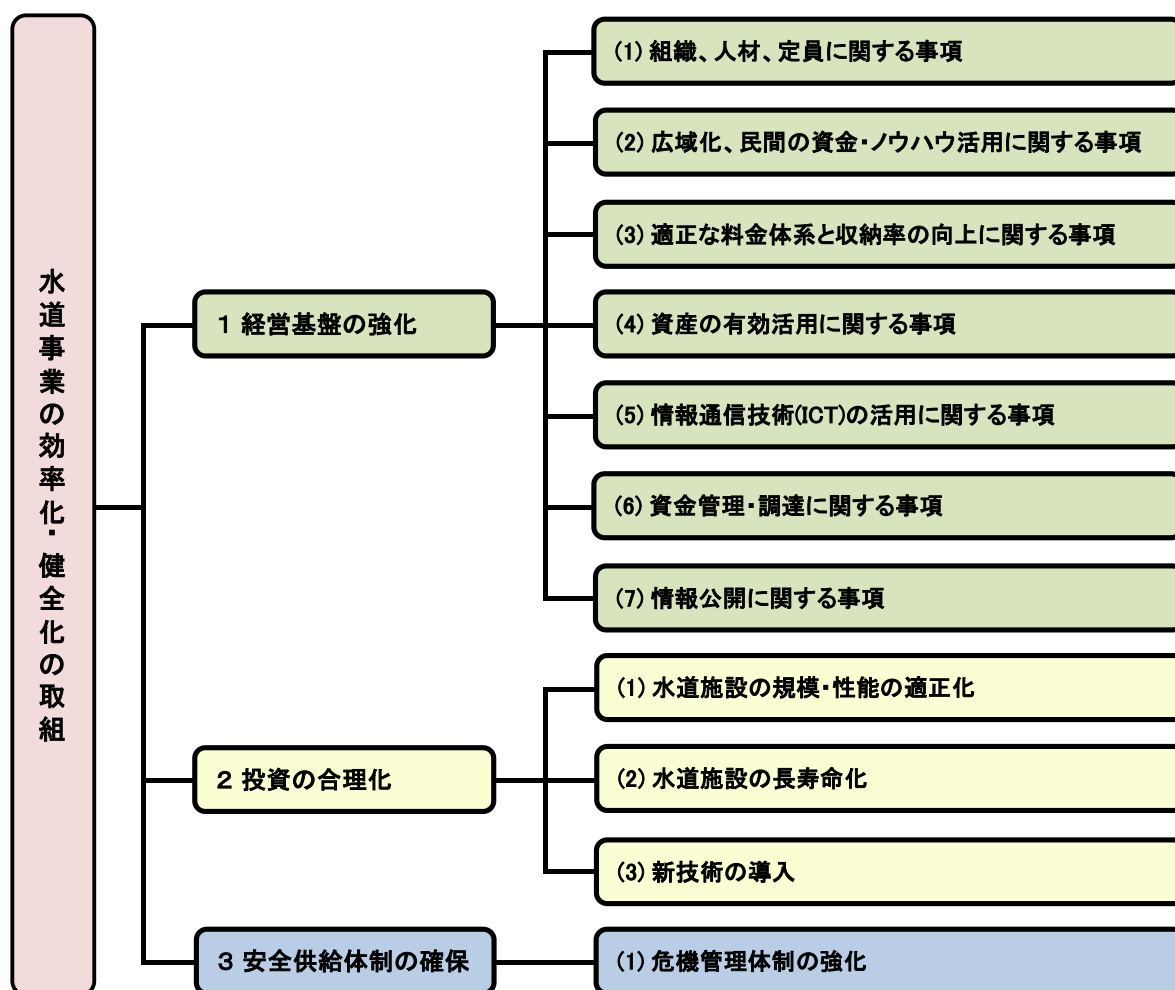 水道事業の効率化・健全化の取組
1 経営基盤の強化
(1) 組織、人材、定員に関する事項
(2) 広域化、民間の資金・ノウハウ活用に関する事項
(3) 適正な料金体系と収納率の向上に関する事項
(4) 資産の有効活用に関する事項
(5) 情報通信技術(ICT)の活用に関する事項
(6) 資金管理・調達に関する事項
(7) 情報公開に関する事項
2 投資の合理化
(1) 水道施設の規模・性能の適正化
(2) 水道施設の長寿命化
(3) 新技術の導入
3 安全供給体制の確保
(1) 危機管理体制の強化